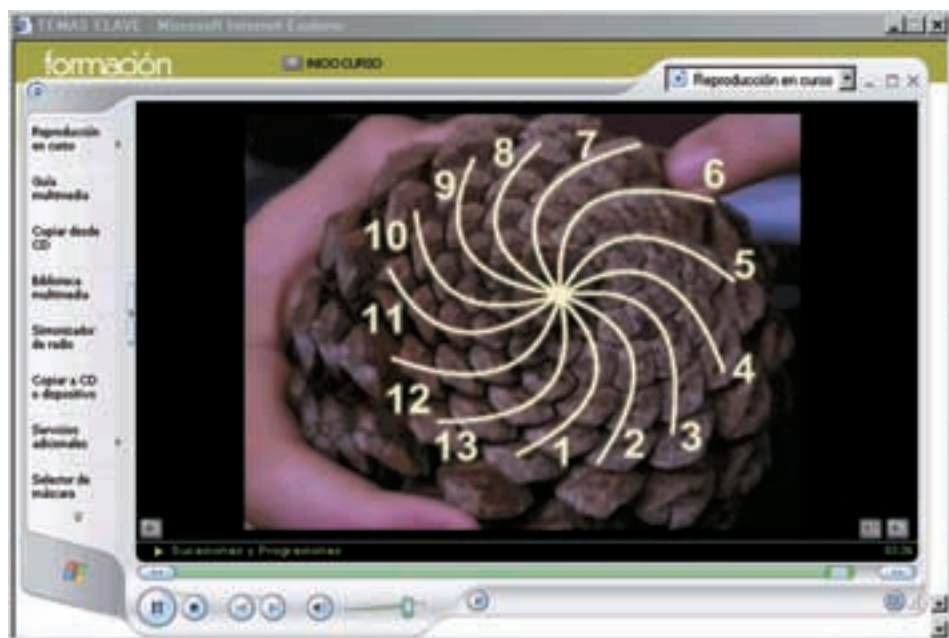 TEMAS CLAVE - Microsoft Internet Explorer
formación
INICIO CURSO
Reproducción en curso
Reproducción
en curso
Guía
multimedia
Copiar desde
CD
Biblioteca
multimedia
Sintonizador
de radio
Copiar a CD
o dispositivo
Servicios
adicionales
Selector de
máscara
7
8
6
9
10
5
11
4
12
3
13
1
2
Sucesiones y Progresiones